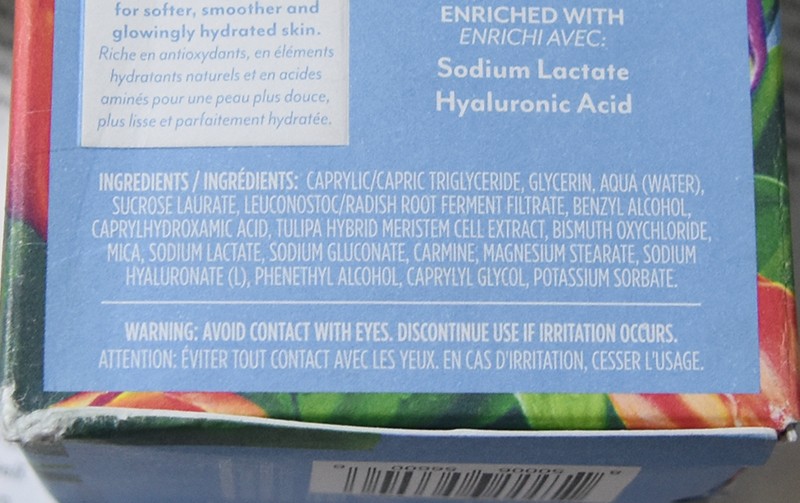 for softer, smoother and
glowingly hydrated skin.
Riche en antioxydants, en éléments
hydratants naturels et en acides
aminés pour une peau plus douce,
plus lisse et parfaitement hydratée.
ENRICHED WITH
ENRICHI AVEC:
Sodium Lactate
Hyaluronic Acid
INGREDIENTS / INGRÉDIENTS: CAPRYLIC/CAPRIC TRIGLYCERIDE, GLYCERIN, AQUA (WATER),
SUCROSE LAURATE, LEUCONOSTOC/RADISH ROOT FERMENT FILTRATE, BENZYL ALCOHOL,
CAPRYLHYDROXAMIC ACID, TULIPA HYBRID MERISTEM CELL EXTRACT, BISMUTH OXYCHLORIDE,
MICA, SODIUM LACTATE, SODIUM GLUCONATE, CARMINE, MAGNESIUM STEARATE, SODIUM
HYALURONATE (L), PHENETHYL ALCOHOL, CAPRYLYL GLYCOL, POTASSIUM SORBATE.
WARNING: AVOID CONTACT WITH EYES. DISCONTINUE USE IF IRRITATION OCCURS.
ATTENTION: ÉVITER TOUT CONTACT AVEC LES YEUX. EN CAS D'IRRITATION, CESSER L'USAGE.